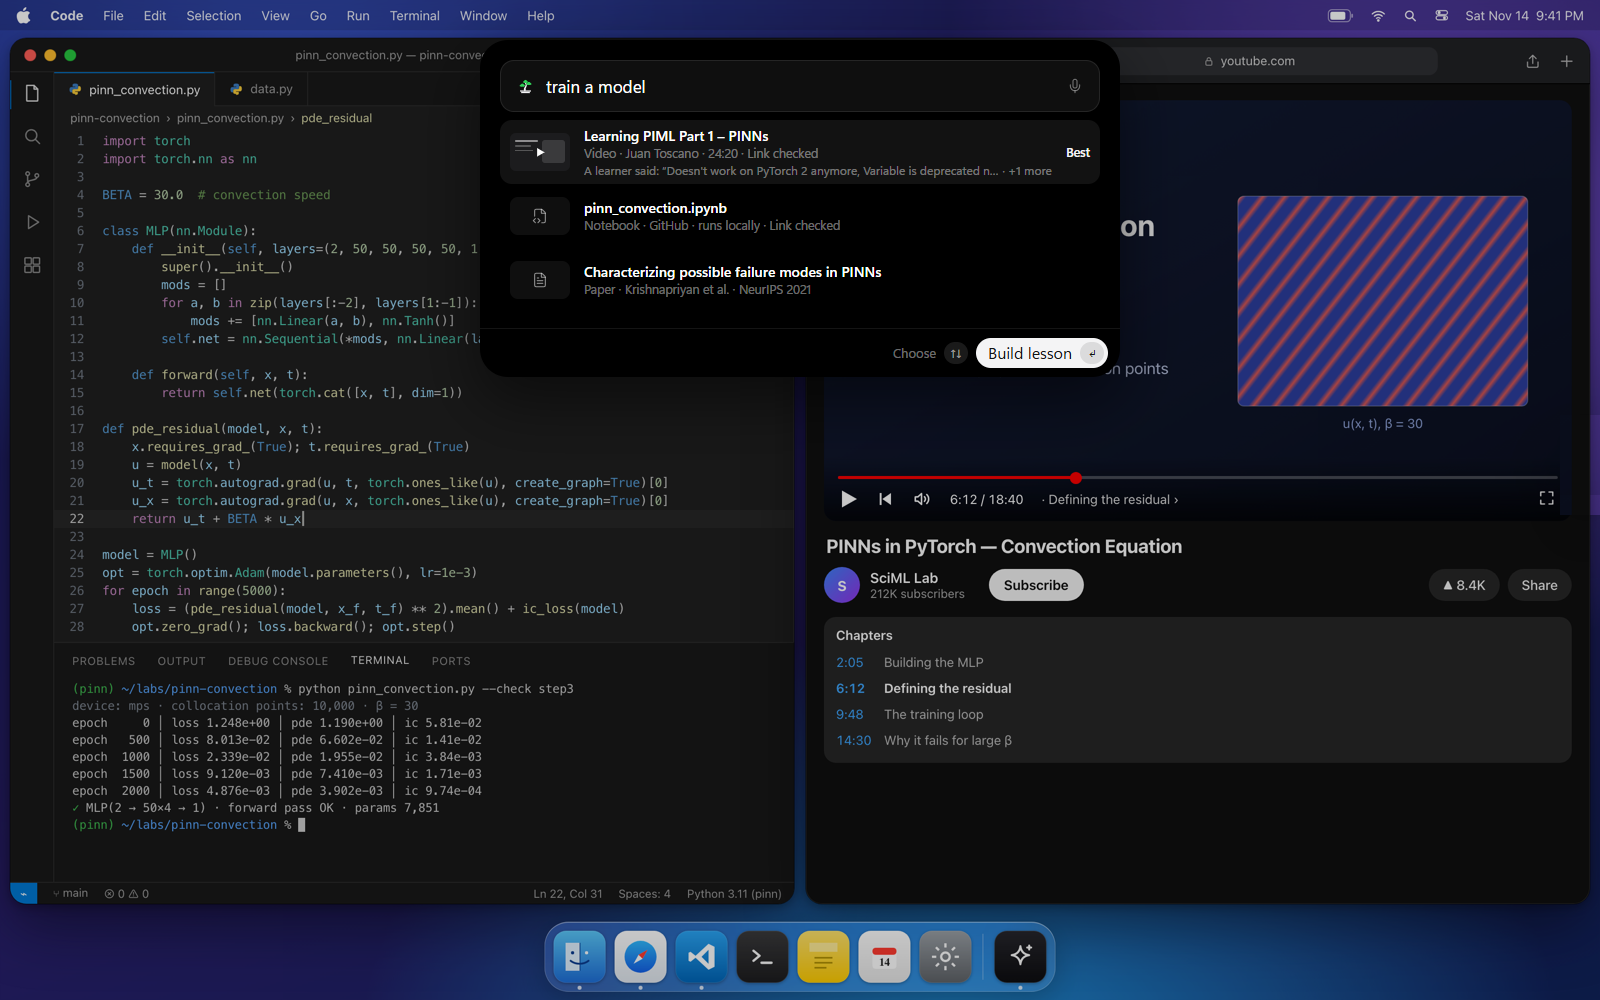 Code File Edit Selection View Go Run Terminal Window Help
Sat Nov 14 9:41 PM
pinn_convection.py — pinn-conve
pinn_convection.py
data.py
pinn-convection › pinn_convection.py › pde_residual
1 import torch
2 import torch.nn as nn
3
4 BETA = 30.0 # convection speed
5
6 class MLP(nn.Module):
7 def __init__(self, layers=(2, 50, 50, 50, 50, 1
8 super().__init__()
9 mods = []
10 for a, b in zip(layers[:-2], layers[1:-1]):
11 mods += [nn.Linear(a, b), nn.Tanh()]
12 self.net = nn.Sequential(*mods, nn.Linear(la
13
14 def forward(self, x, t):
15 return self.net(torch.cat([x, t], dim=1))
16
17 def pde_residual(model, x, t):
18 x.requires_grad_(True); t.requires_grad_(True)
19 u = model(x, t)
20 u_t = torch.autograd.grad(u, t, torch.ones_like(u), create_graph=True)[0]
21 u_x = torch.autograd.grad(u, x, torch.ones_like(u), create_graph=True)[0]
22 return u_t + BETA * u_x
23
24 model = MLP()
25 opt = torch.optim.Adam(model.parameters(), lr=1e-3)
26 for epoch in range(5000):
27 loss = (pde_residual(model, x_f, t_f) ** 2).mean() + ic_loss(model)
28 opt.zero_grad(); loss.backward(); opt.step()
PROBLEMS OUTPUT DEBUG CONSOLE TERMINAL PORTS
(pinn) ~/labs/pinn-convection % python pinn_convection.py --check step3
device: mps · collocation points: 10,000 · β = 30
epoch 0 | loss 1.248e+00 | pde 1.190e+00 | ic 5.81e-02
epoch 500 | loss 8.013e-02 | pde 6.602e-02 | ic 1.41e-02
epoch 1000 | loss 2.339e-02 | pde 1.955e-02 | ic 3.84e-03
epoch 1500 | loss 9.120e-03 | pde 7.410e-03 | ic 1.71e-03
epoch 2000 | loss 4.876e-03 | pde 3.902e-03 | ic 9.74e-04
✓ MLP(2 → 50×4 → 1) · forward pass OK · params 7,851
(pinn) ~/labs/pinn-convection %
main 0 0 Ln 22, Col 31 Spaces: 4 Python 3.11 (pinn)
train a model
Learning PIML Part 1 – PINNs
Video · Juan Toscano · 24:20 · Link checked
A learner said: "Doesn't work on PyTorch 2 anymore, Variable is deprecated n... · +1 more
Best
pinn_convection.ipynb
Notebook · GitHub · runs locally · Link checked
Characterizing possible failure modes in PINNs
Paper · Krishnapriyan et al. · NeurIPS 2021
Choose Build lesson
youtube.com
on
on points
u(x, t), β = 30
6:12 / 18:40 · Defining the residual ›
PINNs in PyTorch — Convection Equation
S
SciML Lab
212K subscribers
Subscribe
8.4K
Share
Chapters
2:05 Building the MLP
6:12 Defining the residual
9:48 The training loop
14:30 Why it fails for large β
14